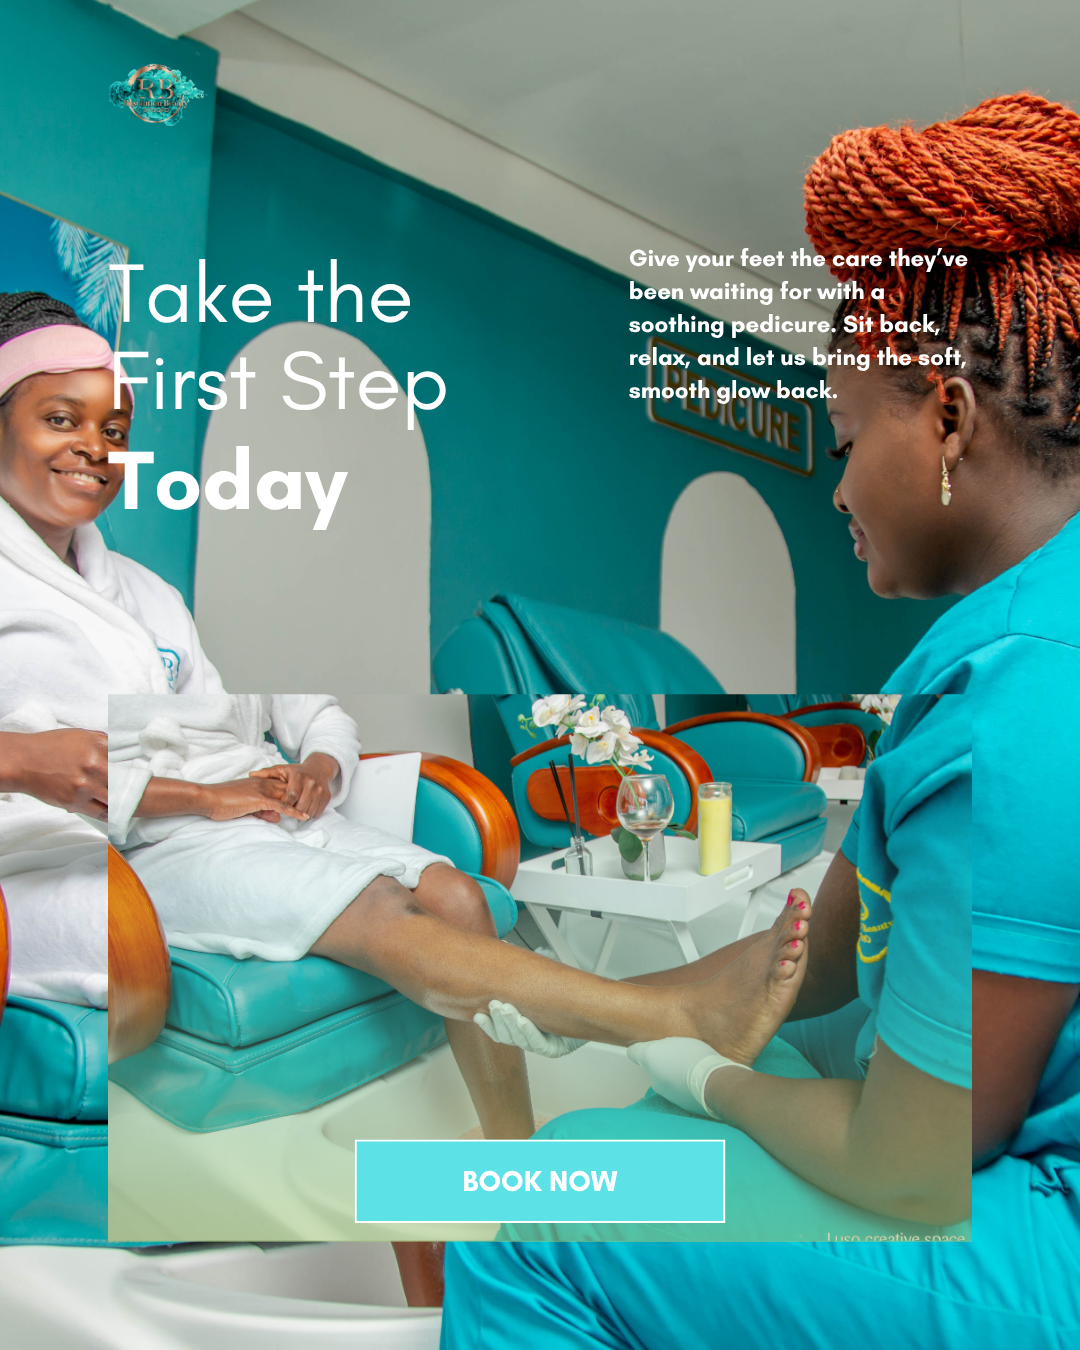 RB
Take the
First Step
Today
Give your feet the care they’ve
been waiting for with a
soothing pedicure. Sit back,
relax, and let us bring the soft,
smooth glow back.
PEDICURE
BOOK NOW
Luso creative space